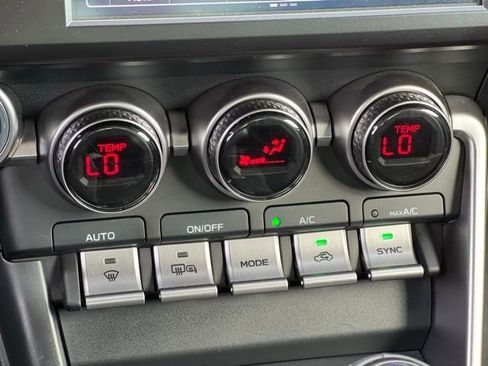 TEMP
LO
TEMP
LO
AUTO
ON/OFF
A/C
MAX A/C
MODE
SYNC